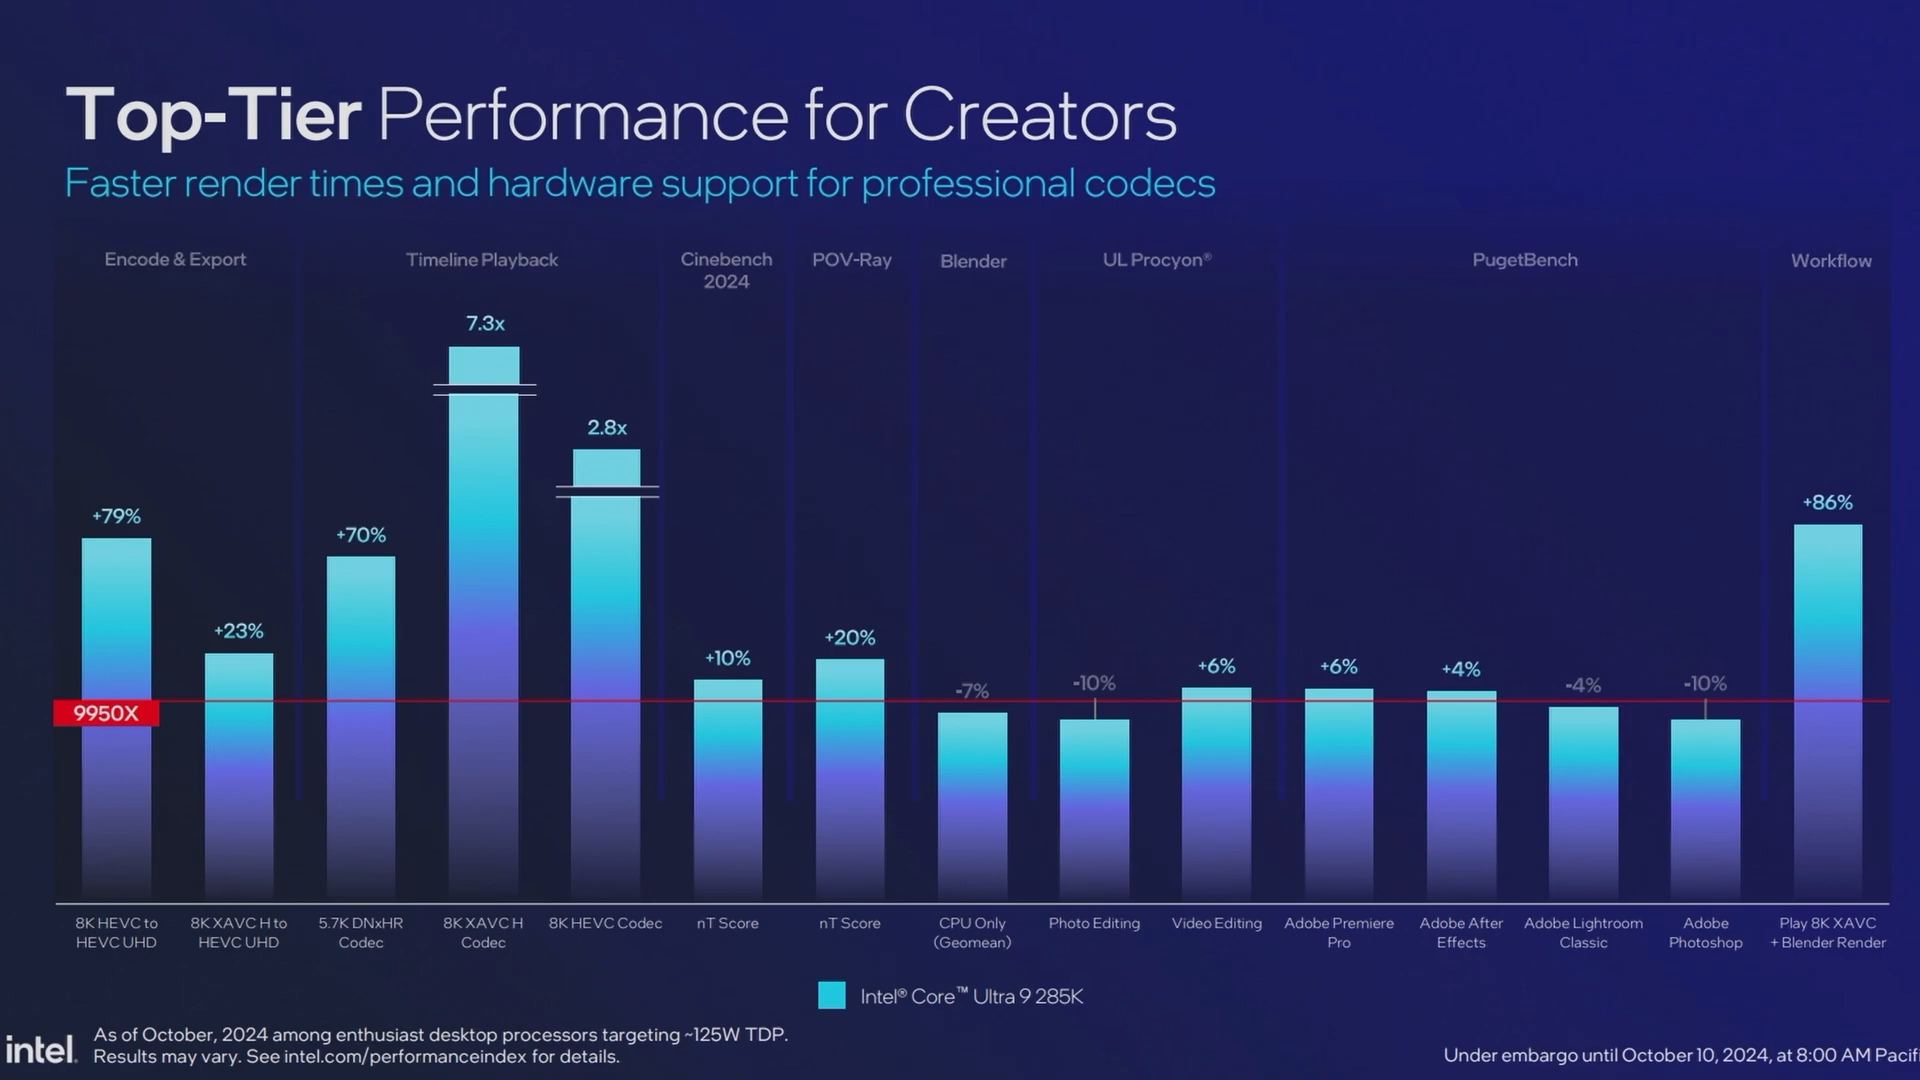 Top-Tier Performance for Creators
Faster render times and hardware support for professional codecs
Encode & Export
Timeline Playback
Cinebench
2024
POV-Ray
Blender
UL Procyon®
PugetBench
Workflow
+79%
+23%
+70%
7.3x
2.8x
+10%
+20%
-7%
-10%
+6%
+6%
+4%
-4%
-10%
+86%
9950X
8K HEVC to
HEVC UHD
8K XAVC H to
HEVC UHD
5.7K DNxHR
Codec
8K XAVC H
Codec
8K HEVC Codec
nT Score
nT Score
CPU Only
(Geomean)
Photo Editing
Video Editing
Adobe Premiere
Pro
Adobe After
Effects
Adobe Lightroom
Classic
Adobe
Photoshop
Play 8K XAVC
+ Blender Render
Intel® Core™ Ultra 9 285K
intel.
As of October, 2024 among enthusiast desktop processors targeting ~125W TDP.
Results may vary. See intel.com/performanceindex for details.
Under embargo until October 10, 2024, at 8:00 AM Pacifi